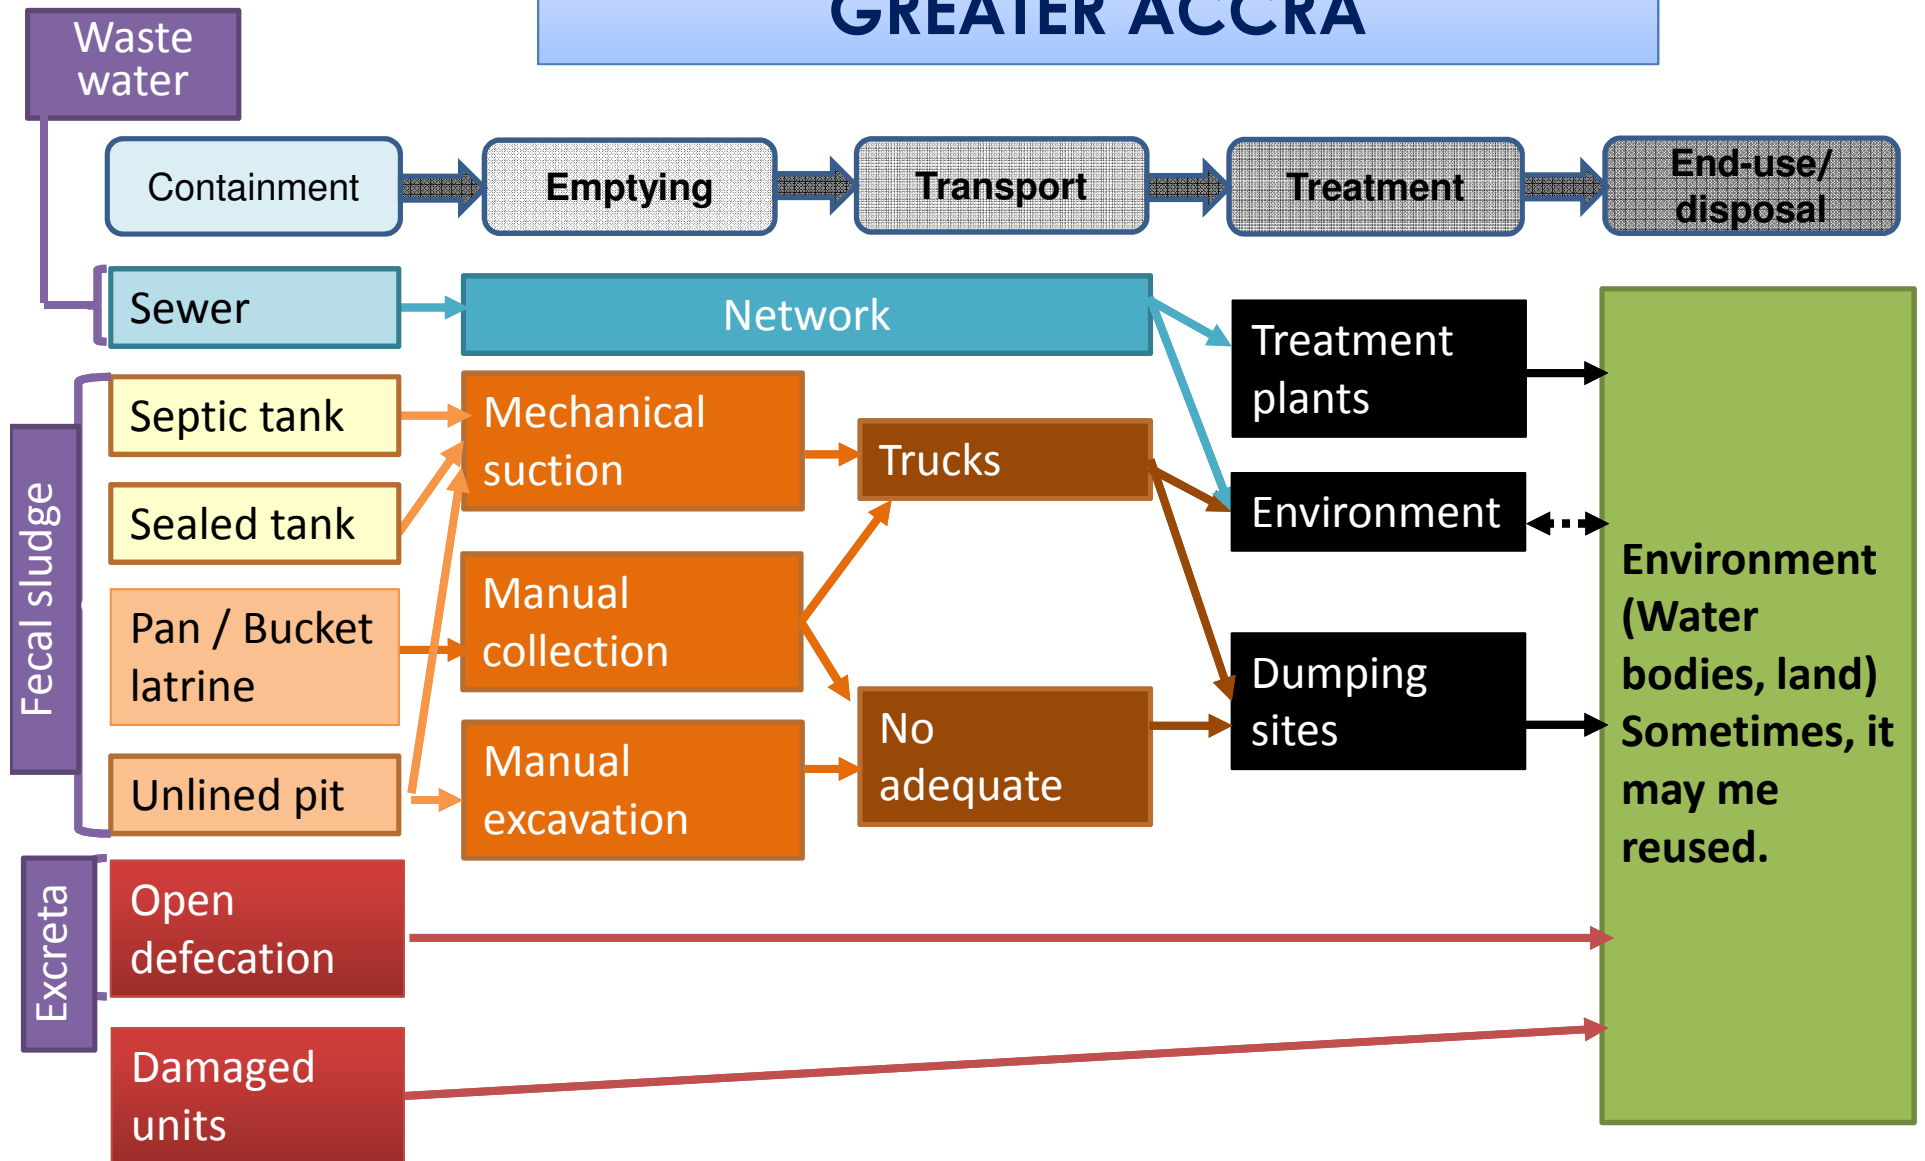 GREATER ACCRA
Waste
water
Containment
Emptying
Transport
Treatment
End-use/
disposal
Sewer
Network
Treatment
plants
Fecal sludge
Septic tank
Mechanical
suction
Trucks
Sealed tank
Environment
Pan / Bucket
latrine
Manual
collection
Dumping
sites
Unlined pit
Manual
excavation
No
adequate
Environment
(Water
bodies, land)
Sometimes, it
may me
reused.
Excreta
Open
defecation
Damaged
units